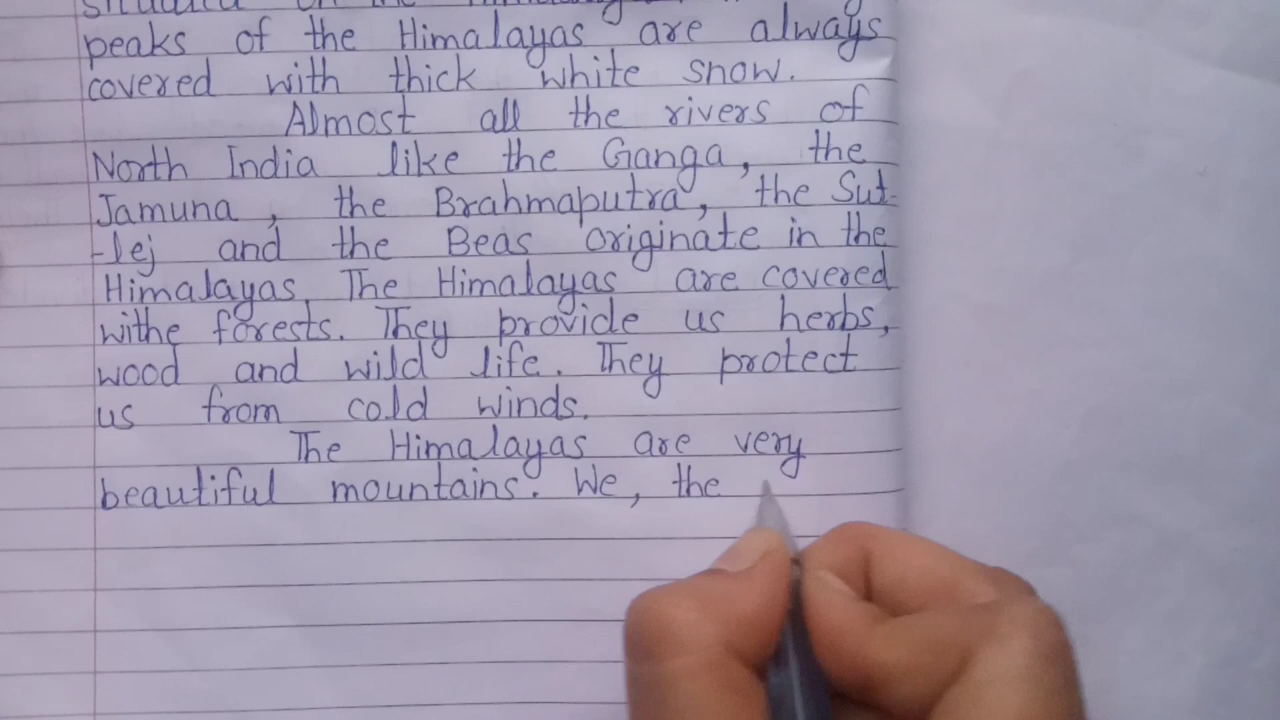 situated on the
peaks of the Himalayas are always
covered with thick white snow.
Almost all the rivers of
North India like the Ganga, the
Jamuna, the Brahmaputra, the Sut-
-lej and the Beas originate in the
Himalayas. The Himalayas are covered
withe forests. They provide us herbs,
wood and wild life. They protect
us from cold winds.
The Himalayas are very
beautiful mountains. We, the